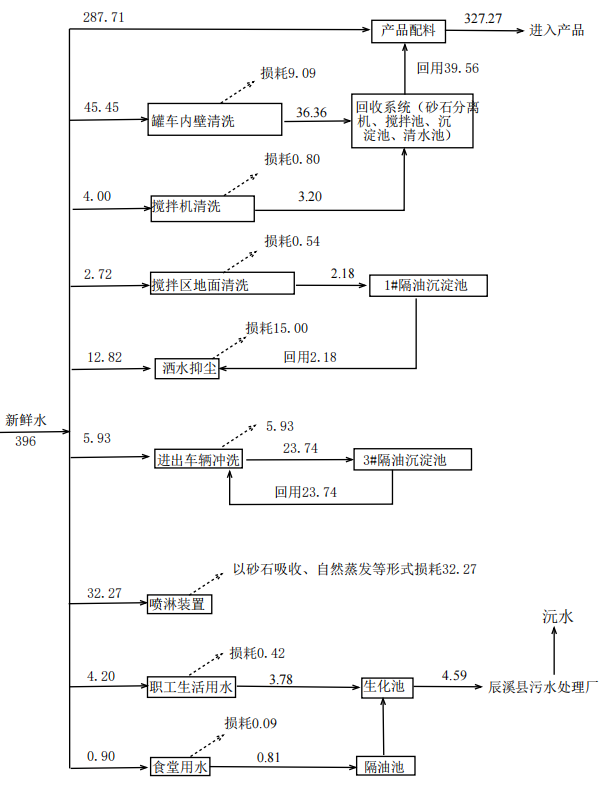 287.71
产品配料
327.27
进入产品
回用39.56
损耗9.09
45.45
罐车内壁清洗
36.36
回收系统（砂石分离
机、搅拌池、沉
淀池、清水池）
损耗0.80
4.00
搅拌机清洗
3.20
损耗0.54
2.72
搅拌区地面清洗
2.18
1#隔油沉淀池
损耗15.00
12.82
洒水抑尘
回用2.18
新鲜水
396
5.93
5.93
进出车辆冲洗
23.74
3#隔油沉淀池
回用23.74
以砂石吸收、自然蒸发等形式损耗32.27
32.27
喷淋装置
沅水
损耗0.42
4.20
职工生活用水
3.78
生化池
4.59
辰溪县污水处理厂
损耗0.09
0.90
食堂用水
0.81
隔油池